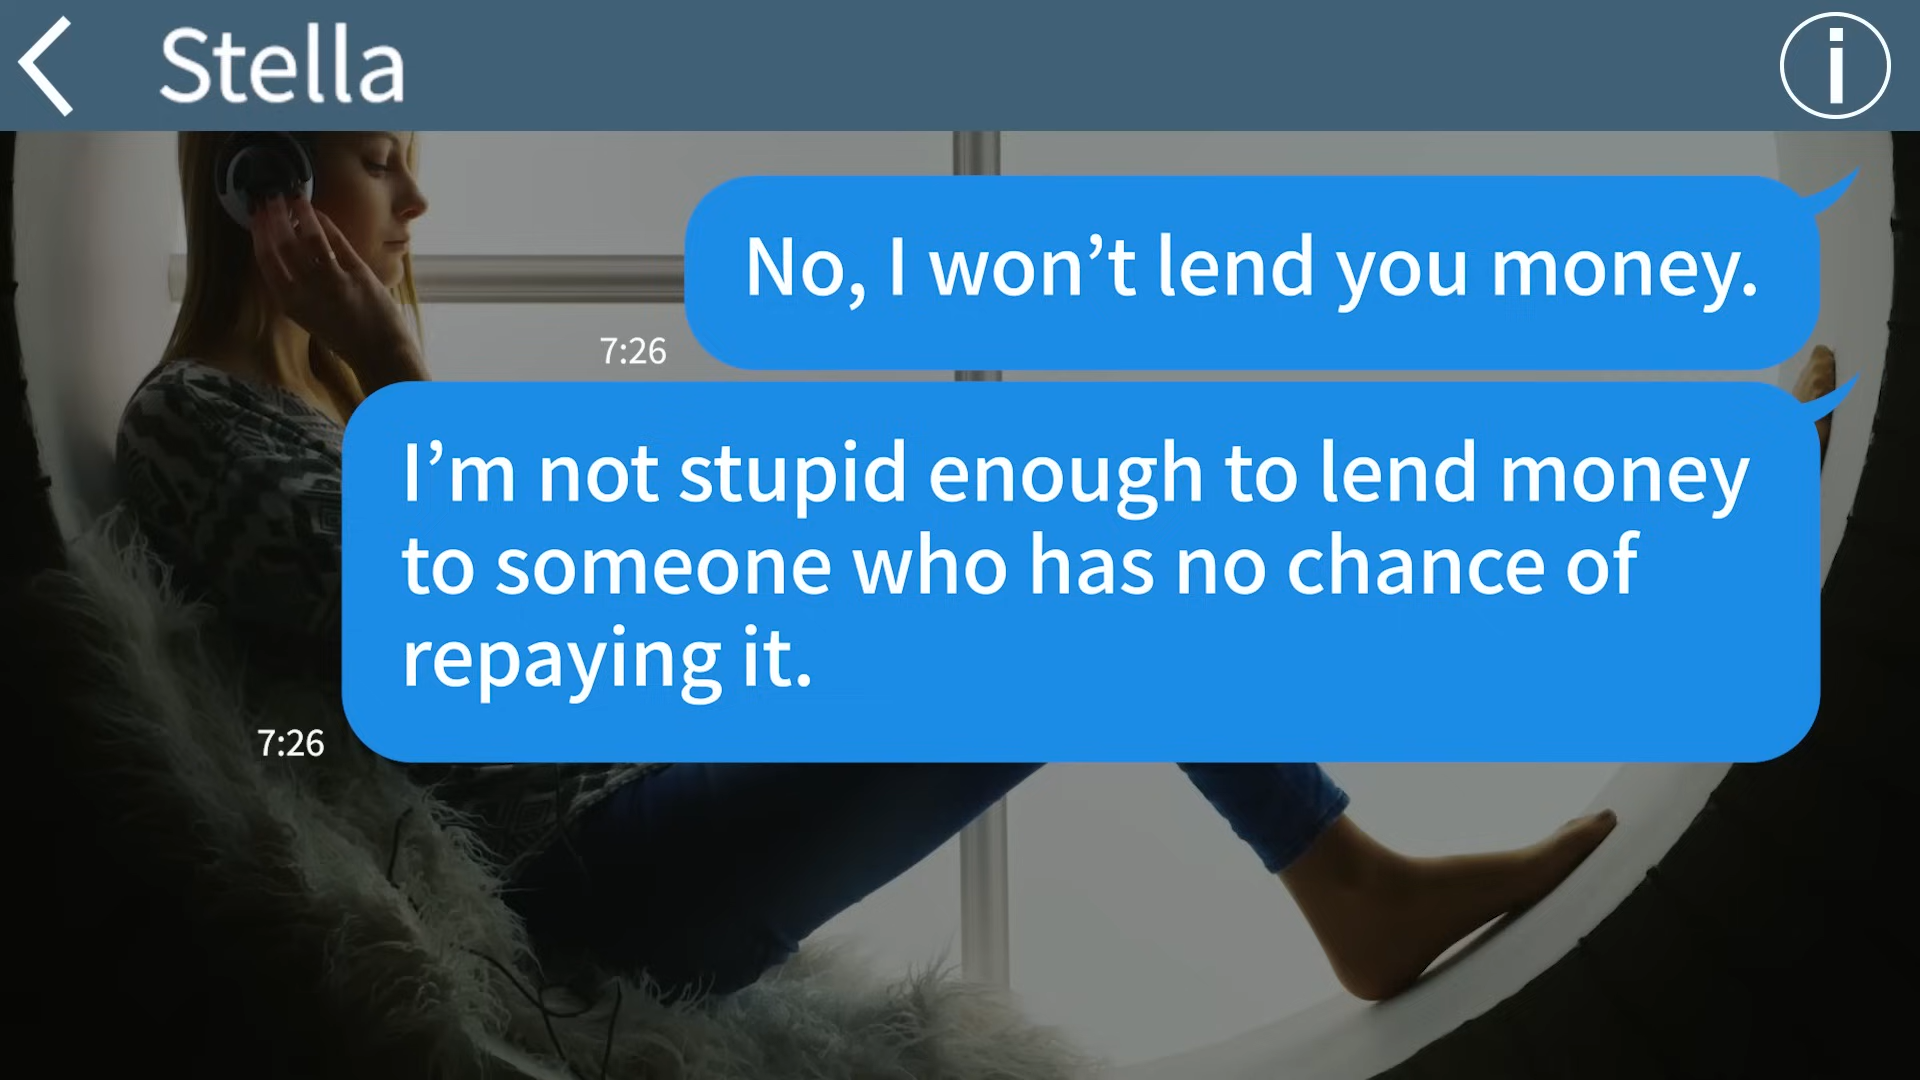 Stella
No, I won’t lend you money.
7:26
I’m not stupid enough to lend money
to someone who has no chance of
repaying it.
7:26